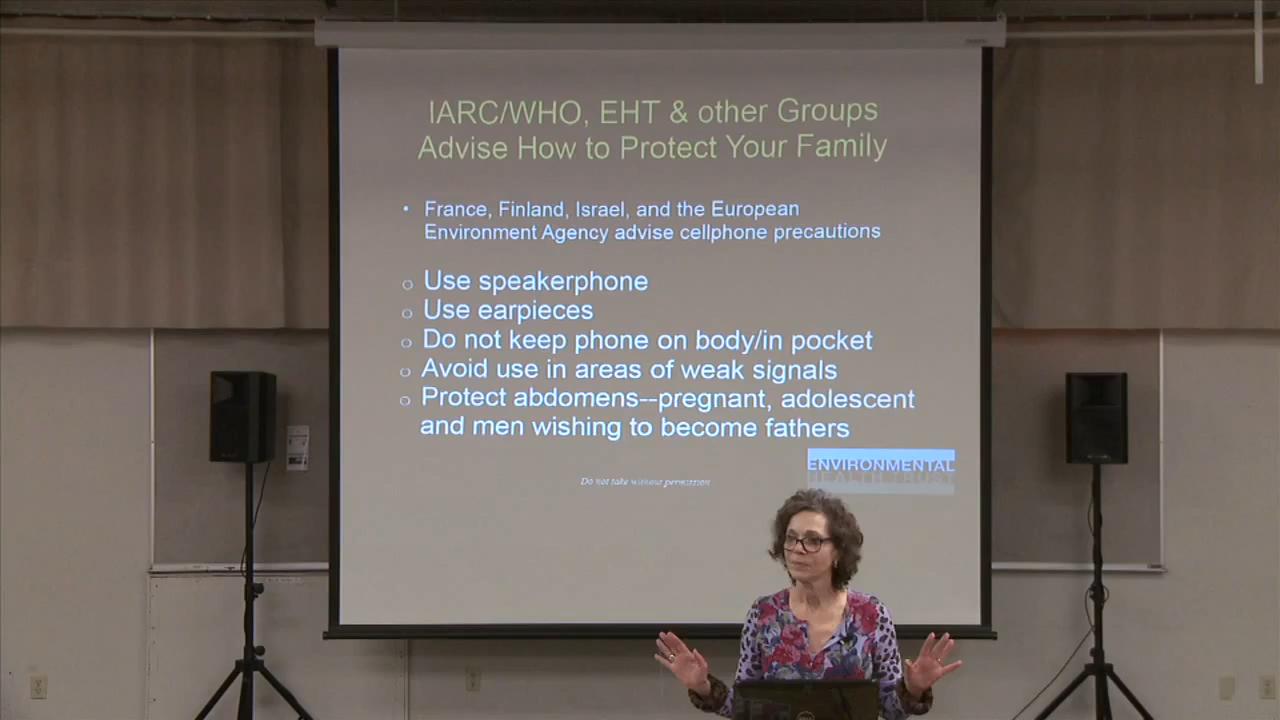 IARC/WHO, EHT & other Groups
Advise How to Protect Your Family
• France, Finland, Israel, and the European
Environment Agency advise cellphone precautions
o Use speakerphone
o Use earpieces
o Do not keep phone on body/in pocket
o Avoid use in areas of weak signals
o Protect abdomens--pregnant, adolescent
and men wishing to become fathers
ENVIRONMENTAL
HEALTH TRUST
Do not take without permission